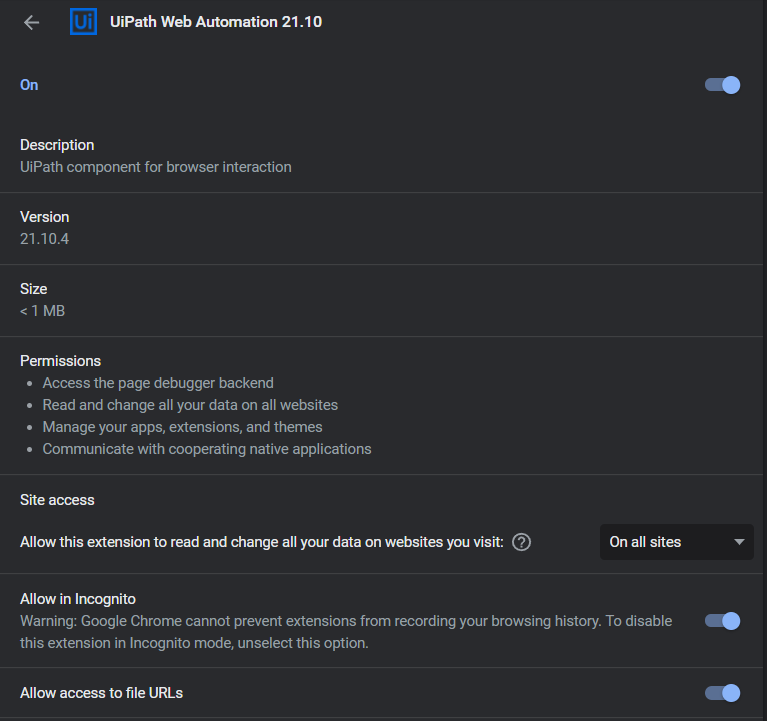 Ui UiPath Web Automation 21.10
On
Description
UiPath component for browser interaction
Version
21.10.4
Size
< 1 MB
Permissions
• Access the page debugger backend
• Read and change all your data on all websites
• Manage your apps, extensions, and themes
• Communicate with cooperating native applications
Site access
Allow this extension to read and change all your data on websites you visit: ? On all sites
Allow in Incognito
Warning: Google Chrome cannot prevent extensions from recording your browsing history. To disable
this extension in Incognito mode, unselect this option.
Allow access to file URLs